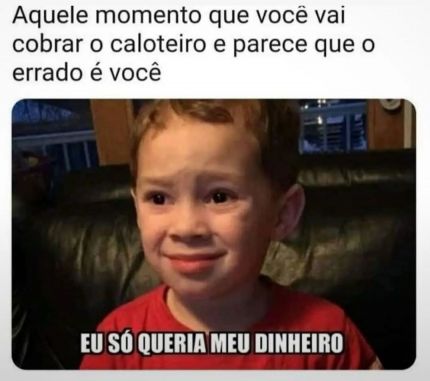 Aquele momento que você vai
cobrar o caloteiro e parece que o
errado é você
EU SÓ QUERIA MEU DINHEIRO